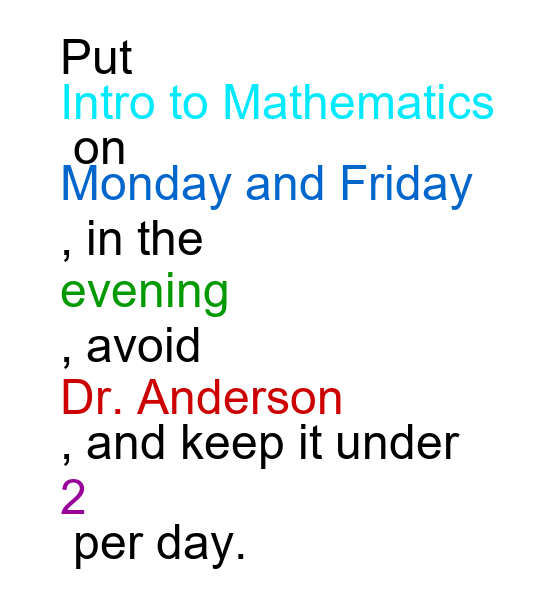 Put
Intro to Mathematics
on
Monday and Friday
, in the
evening
, avoid
Dr. Anderson
, and keep it under
2
per day.